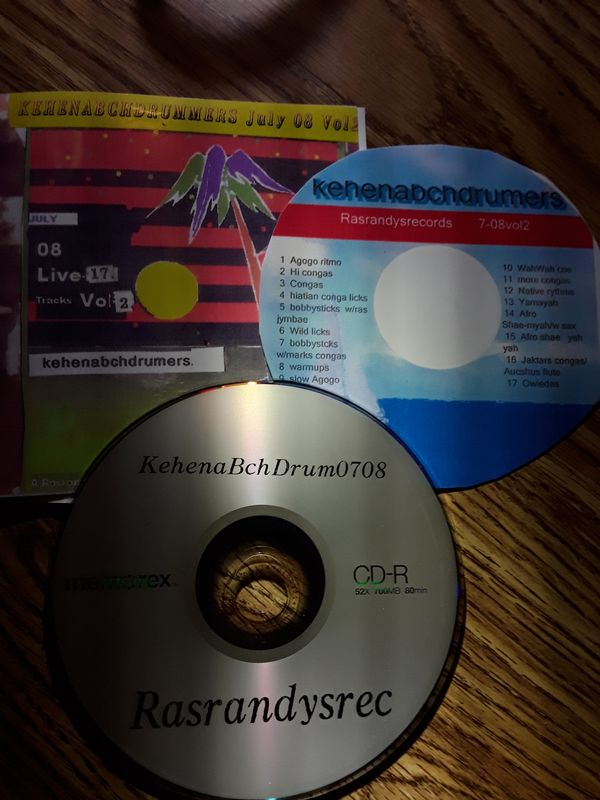 KEHENABCHDRUMMERS July 08 Vol2
JULY
08
Live 17.
Tracks Vol 2.
kehenabchdrumers.
kehenabchdrumers
Rasrandysrecords 7-08vol2
1 Agogo ritmo
2 Hi congas
3 Congas
4 hiatian conga licks
5 bobbysticks w/ras
jymbae
6 Wild licks
7 bobbystcks
w/marks congas
8 warmups
9 slow Agogo
10 WahWah coe
11 more congas
12 Native rythms
13 Yamayah
14 Afro
Shae-myah/w sax
15 Afro shae yah
yah
16 Jaktars congas/
Aucshus flute
17 Owiedas
KehenaBchDrum0708
memorex
CD-R
52X 700MB 80min
Rasrandysrec